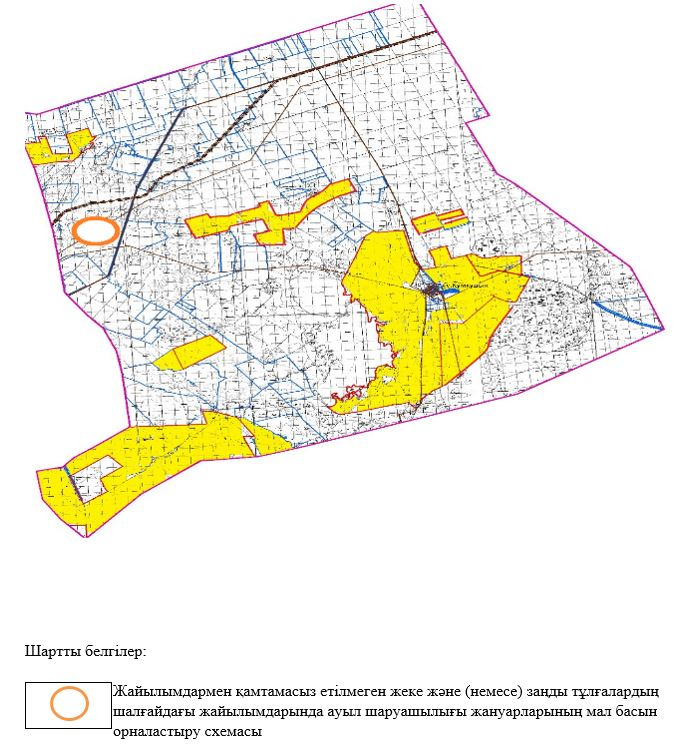 Шартты белгілер:
Жайылымдармен қамтамасыз етілмеген жеке және (немесе) заңды тұлғалардың
шалғайдағы жайылымдарында ауыл шаруашылығы жануарларының мал басын
орналастыру схемасы